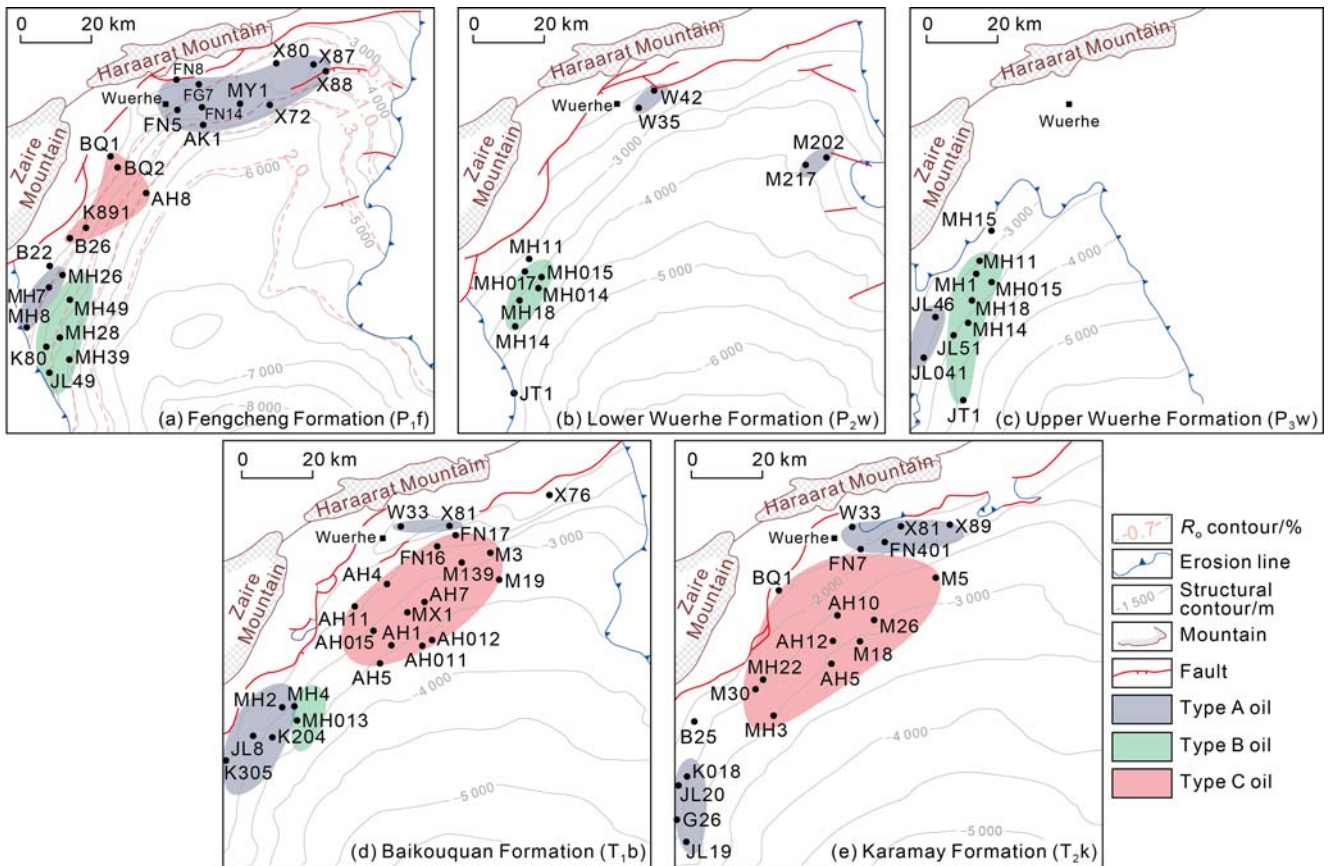 20 km
Haraarat Mountain
Zaire
Mountain
Wuerhe
FN8
FG7
FN14
FN5
AK1
MY1
X80
X87
X88
X72
BQ1
BQ2
AH8
K891
B26
B22
MH26
MH7
MH49
MH8
MH28
K80
MH39
JL49
-3 000
-4 000
-5 000
-6 000
-7 000
-8 000
1.0
1.3
2.0
(a) Fengcheng Formation (P1f)
20 km
Haraarat Mountain
Zaire
Mountain
Wuerhe
W42
W35
M202
M217
MH11
MH015
MH017
MH014
MH18
MH14
JT1
-3 000
-4 000
-5 000
-6 000
(b) Lower Wuerhe Formation (P2w)
20 km
Haraarat Mountain
Zaire
Mountain
Wuerhe
MH15
MH11
MH1
MH015
JL46
MH18
MH14
JL51
JL041
JT1
-3 000
-4 000
-5 000
(c) Upper Wuerhe Formation (P3w)
20 km
Haraarat Mountain
Zaire
Mountain
Wuerhe
X76
W33
X81
FN17
FN16
M3
M139
M19
AH4
AH7
AH11
MX1
AH015
AH1
AH012
AH011
AH5
MH2
MH4
MH013
JL8
K204
K305
-3 000
-4 000
-5 000
(d) Baikouquan Formation (T1b)
20 km
Haraarat Mountain
Zaire
Mountain
Wuerhe
W33
X81
X89
FN401
FN7
BQ1
M5
AH10
M26
AH12
M18
MH22
AH5
M30
MH3
B25
K018
JL20
G26
JL19
-2 000
-3 000
-4 000
-5 000
(e) Karamay Formation (T2k)
-0.7
Ro contour/%
Erosion line
-1 500
Structural
contour/m
Mountain
Fault
Type A oil
Type B oil
Type C oil